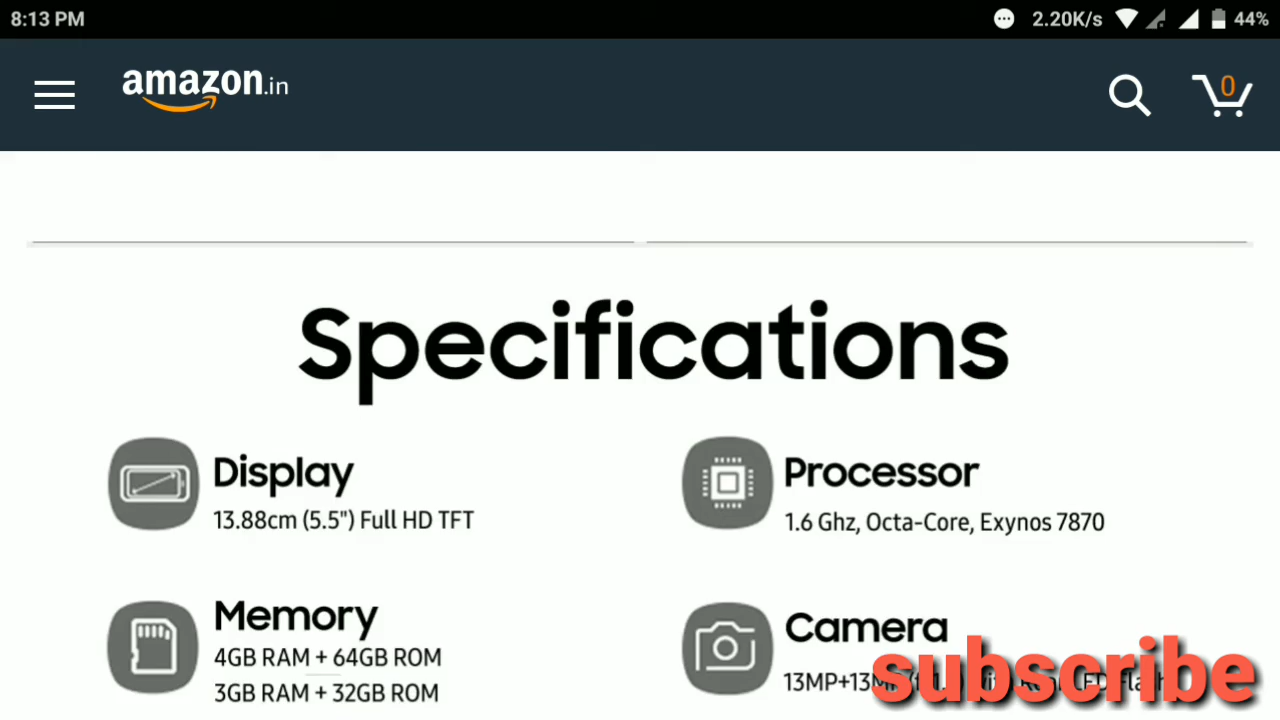 8:13 PM 2.20K/s 44%
amazon.in 0
Specifications
Display
13.88cm (5.5") Full HD TFT
Processor
1.6 Ghz, Octa-Core, Exynos 7870
Memory
4GB RAM + 64GB ROM
3GB RAM + 32GB ROM
Camera
subscribe